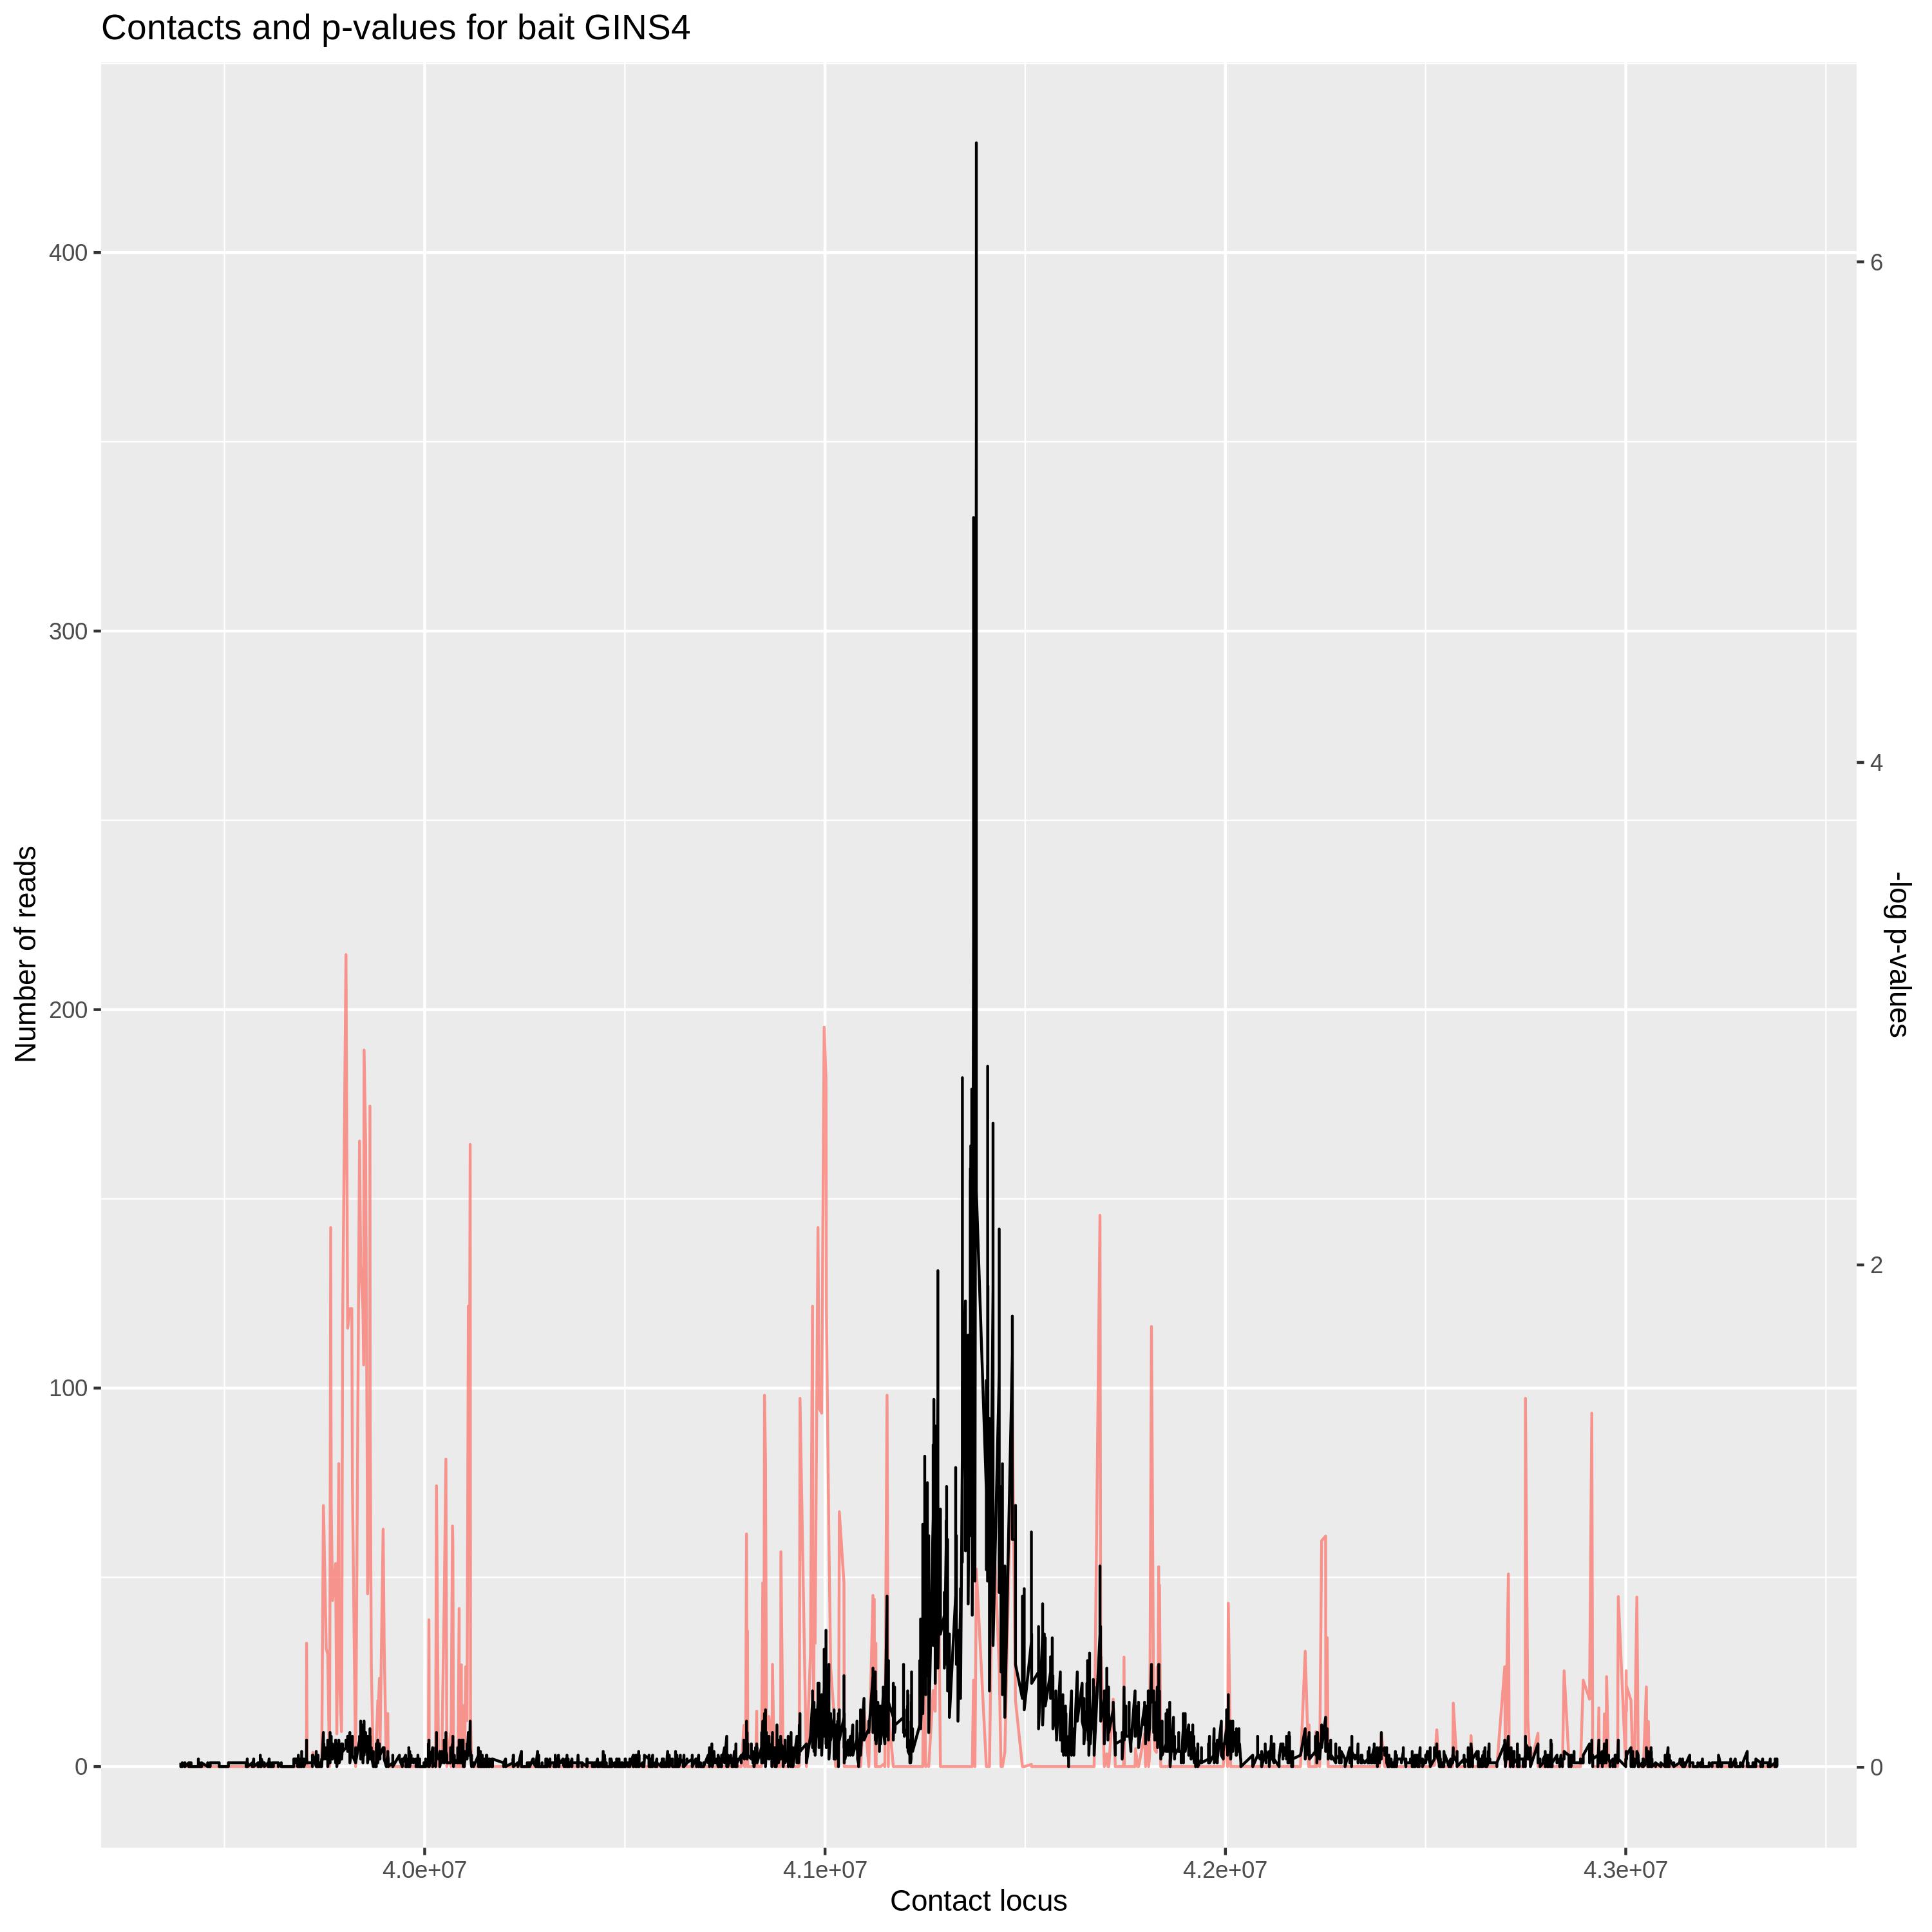 Contacts and p-values for bait GINS4
Number of reads
400
300
200
100
0
6
4
2
0
-log p-values
4.0e+07
4.1e+07
4.2e+07
4.3e+07
Contact locus